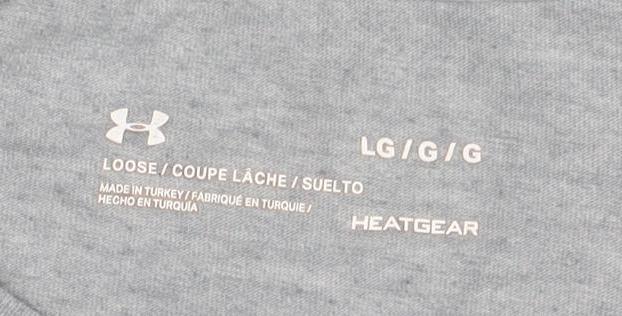 LG / G / G
LOOSE / COUPE LÂCHE / SUELTO
MADE IN TURKEY / FABRIQUÉ EN TURQUIE /
HECHO EN TURQUÍA
HEATGEAR